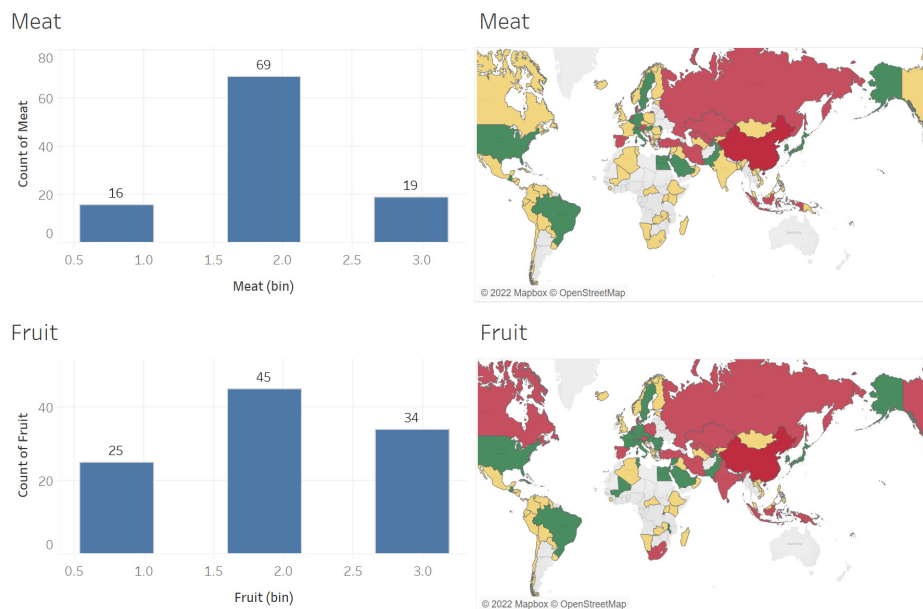 Meat
Meat
80
60
40
20
0
Count of Meat
16
69
19
0.5 1.0 1.5 2.0 2.5 3.0
Meat (bin)
© 2022 Mapbox © OpenStreetMap
Fruit
Fruit
40
20
0
Count of Fruit
25
45
34
0.5 1.0 1.5 2.0 2.5 3.0
Fruit (bin)
© 2022 Mapbox © OpenStreetMap